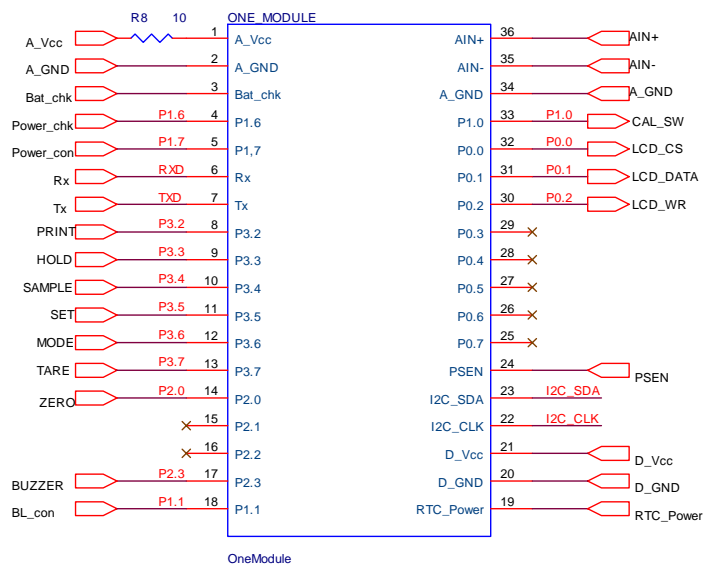 R8 10 ONE_MODULE
A_Vcc 1 A_Vcc AIN+ 36 AIN+
A_GND 2 A_GND AIN- 35 AIN-
Bat_chk 3 Bat_chk A_GND 34 A_GND
Power_chk P1.6 4 P1.6 P1.0 33 P1.0 CAL_SW
Power_con P1.7 5 P1,7 P0.0 32 P0.0 LCD_CS
Rx RXD 6 Rx P0.1 31 P0.1 LCD_DATA
Tx TXD 7 Tx P0.2 30 P0.2 LCD_WR
PRINT P3.2 8 P3.2 P0.3 29
HOLD P3.3 9 P3.3 P0.4 28
SAMPLE P3.4 10 P3.4 P0.5 27
SET P3.5 11 P3.5 P0.6 26
MODE P3.6 12 P3.6 P0.7 25
TARE P3.7 13 P3.7 PSEN 24 PSEN
ZERO P2.0 14 P2.0 I2C_SDA 23 I2C_SDA
15 P2.1 I2C_CLK 22 I2C_CLK
16 P2.2 D_Vcc 21 D_Vcc
BUZZER P2.3 17 P2.3 D_GND 20 D_GND
BL_con P1.1 18 P1.1 RTC_Power 19 RTC_Power
OneModule